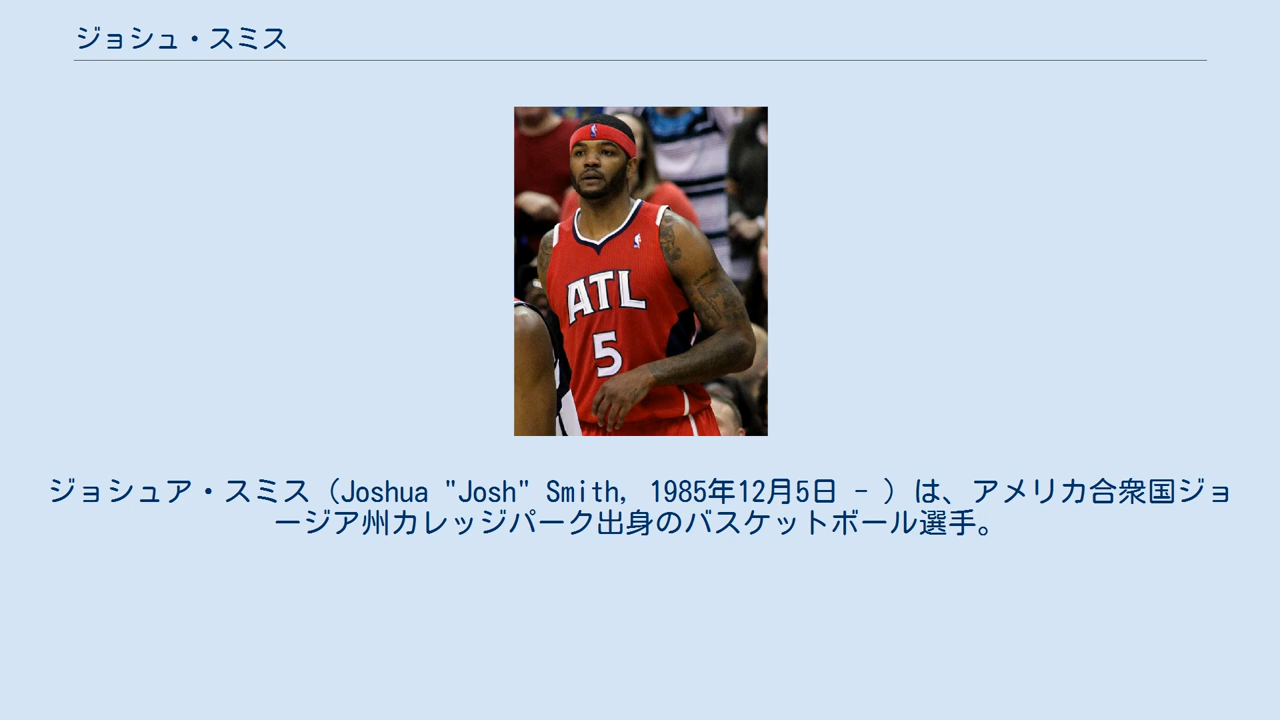 ジョシュ・スミス
ATL
5
ジョシュア・スミス（Joshua "Josh" Smith, 1985年12月5日 - ）は、アメリカ合衆国ジョ
ージア州カレッジパーク出身のバスケットボール選手。